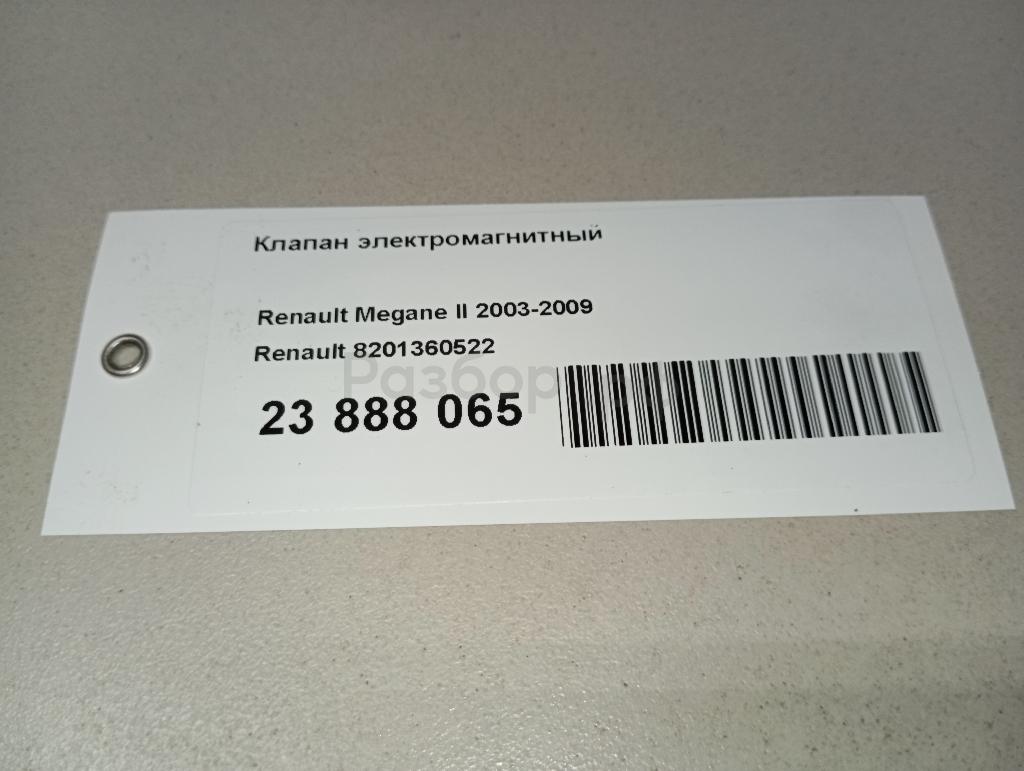 Клапан электромагнитный
Renault Megane II 2003-2009
Renault 8201360522
23 888 065